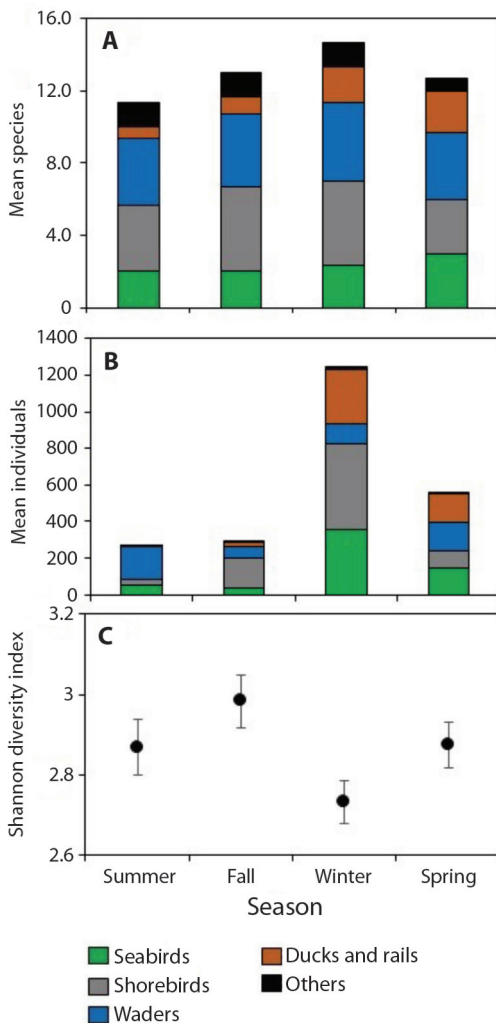 A
Mean species
16.0
12.0
8.0
4.0
0
B
Mean individuals
1400
1200
1000
800
600
400
200
0
C
Shannon diversity index
3.2
3
2.8
2.6
Summer Fall Winter Spring
Season
Seabirds Ducks and rails
Shorebirds Others
Waders